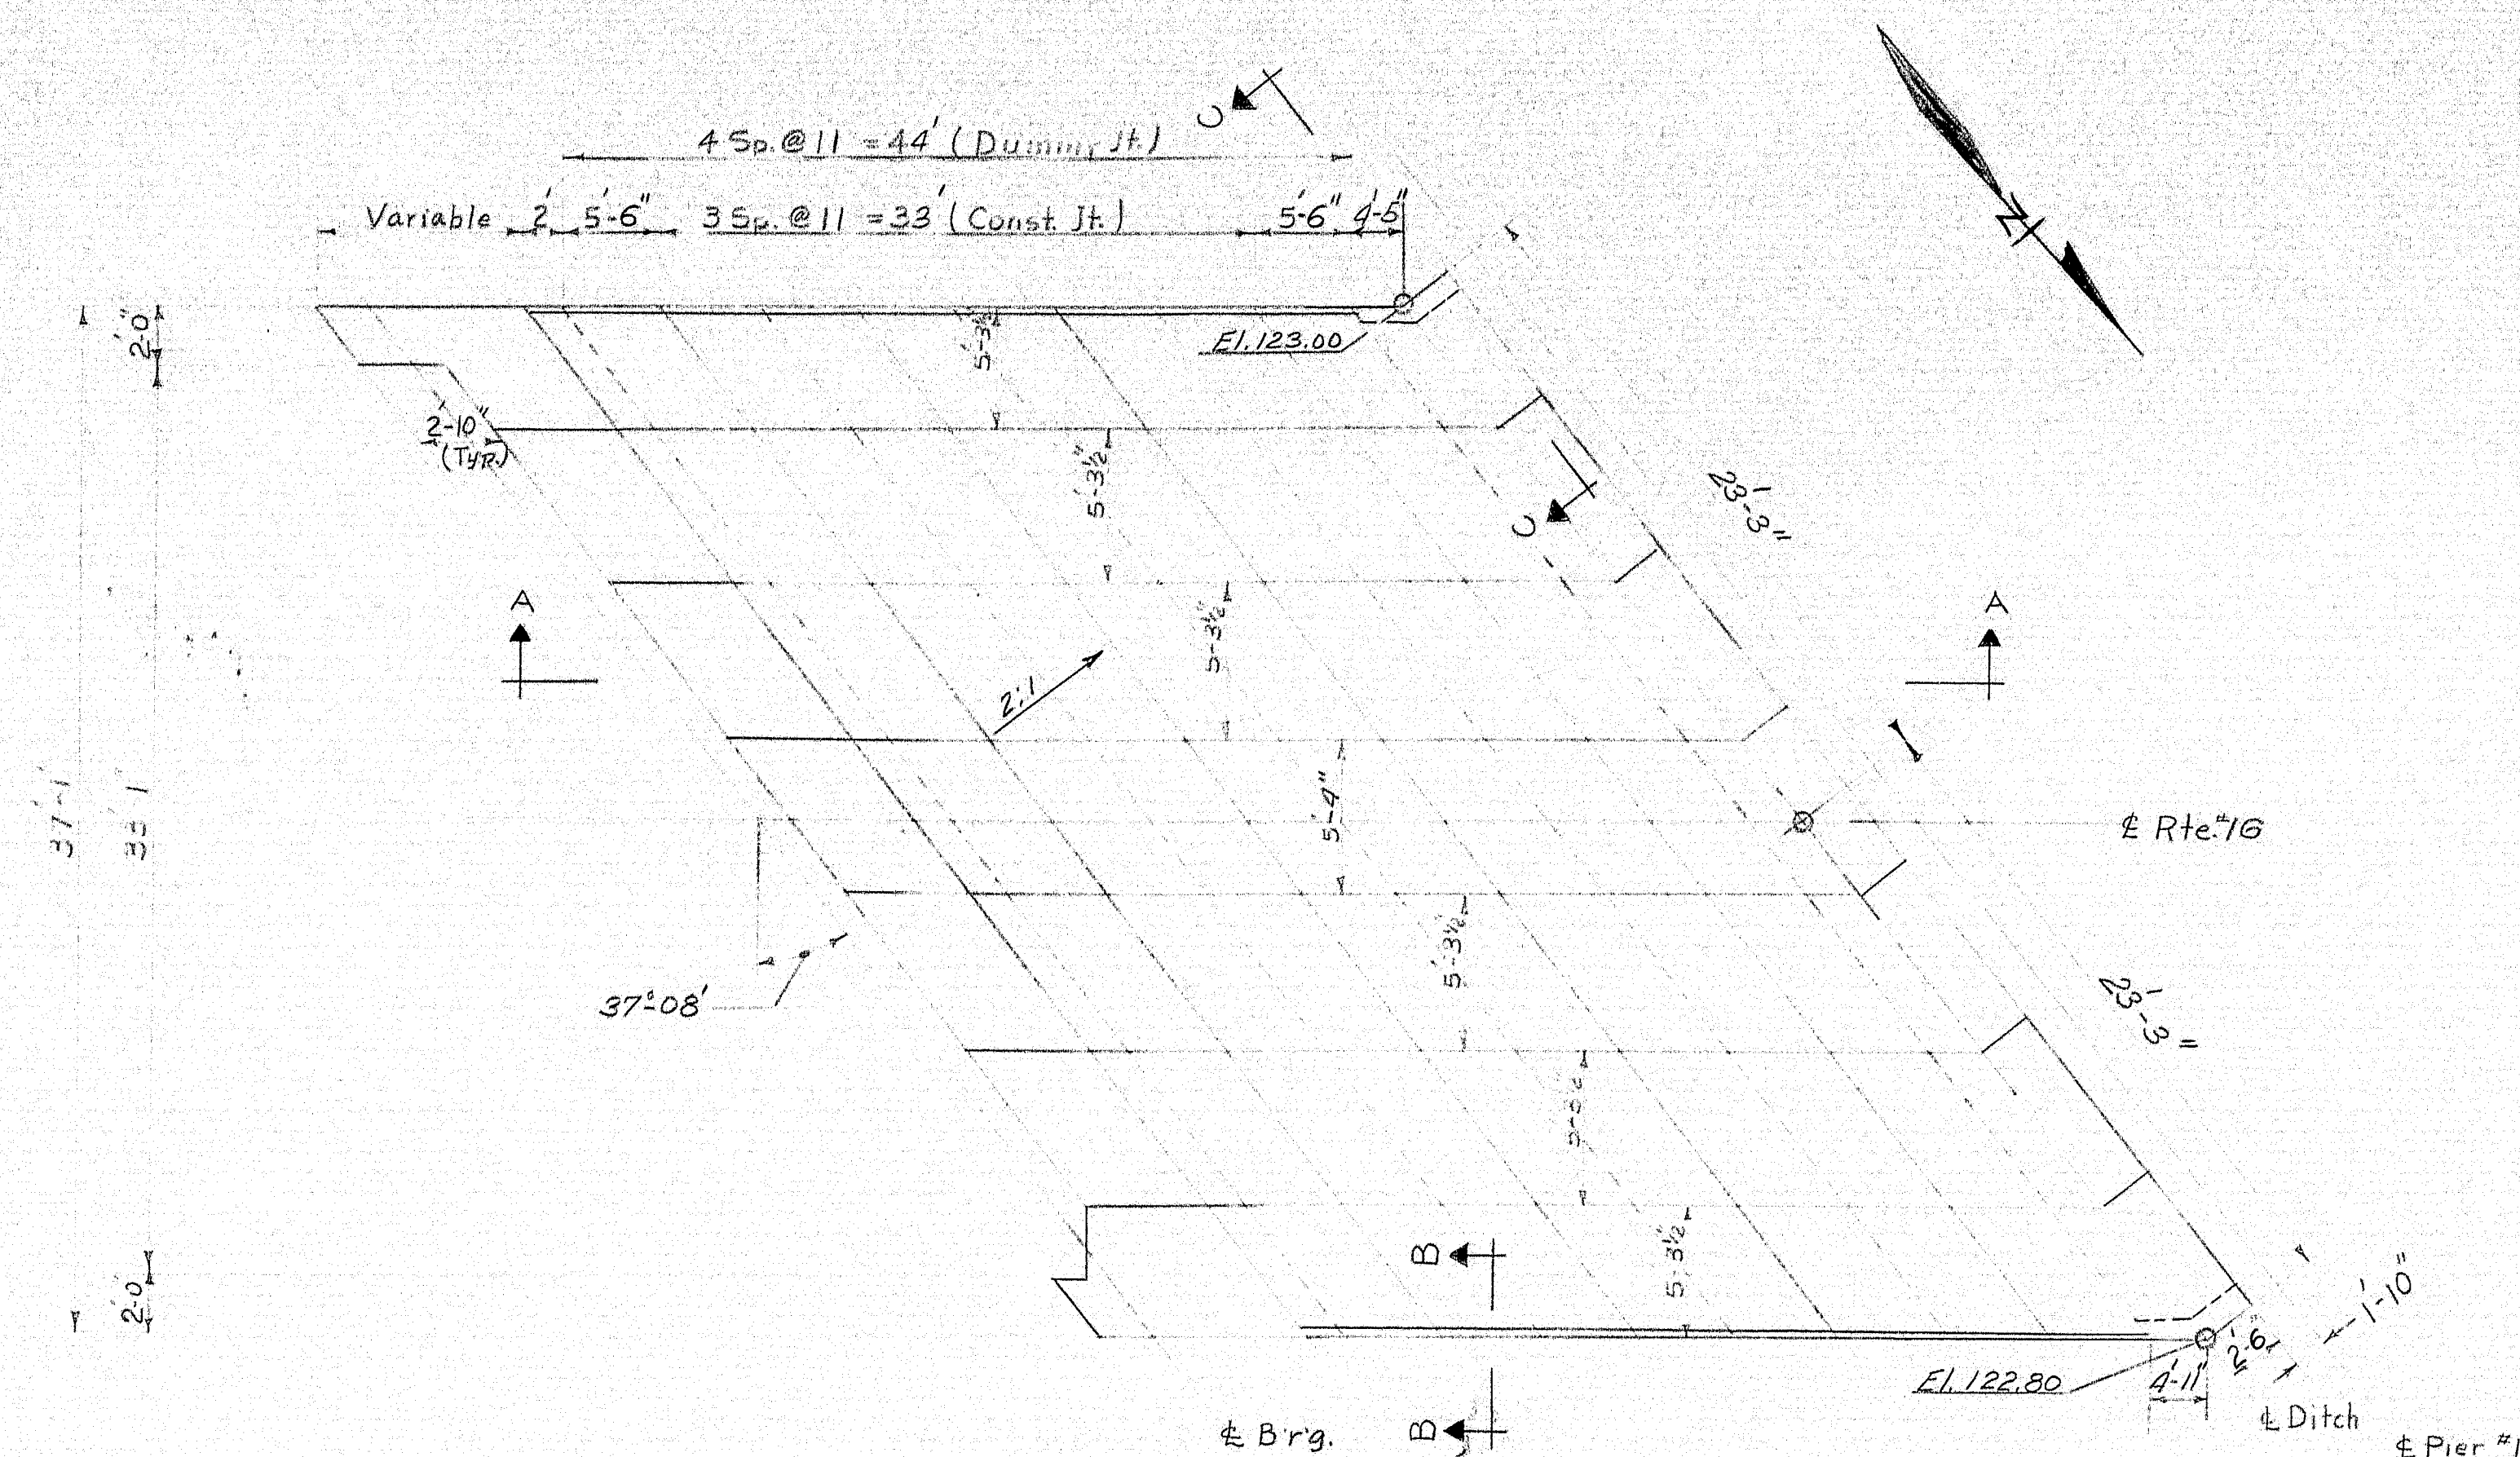 C
4 Sp. @ 11 = 44' (Dummy Jt.)
Variable 2' 5'-6" 3 Sp. @ 11 = 33' (Const. Jt.) 5'-6" 4'-5"
N
2'-0"
5'-3½"
El. 123.00
2'-10"
(TYP.)
5'-3½"
C
23'-3"
A
A
5'-3½"
2:1
37'-1
33' 1
5'-4"
℄ Rte. #16
5'-3½"
37°-08'
23'-3"
5'-3½"
B
2'-0
1'-10"
2'-6
El. 122.80
4'-11"
℄ Ditch
℄ Br'g.
B
℄ Pier #1